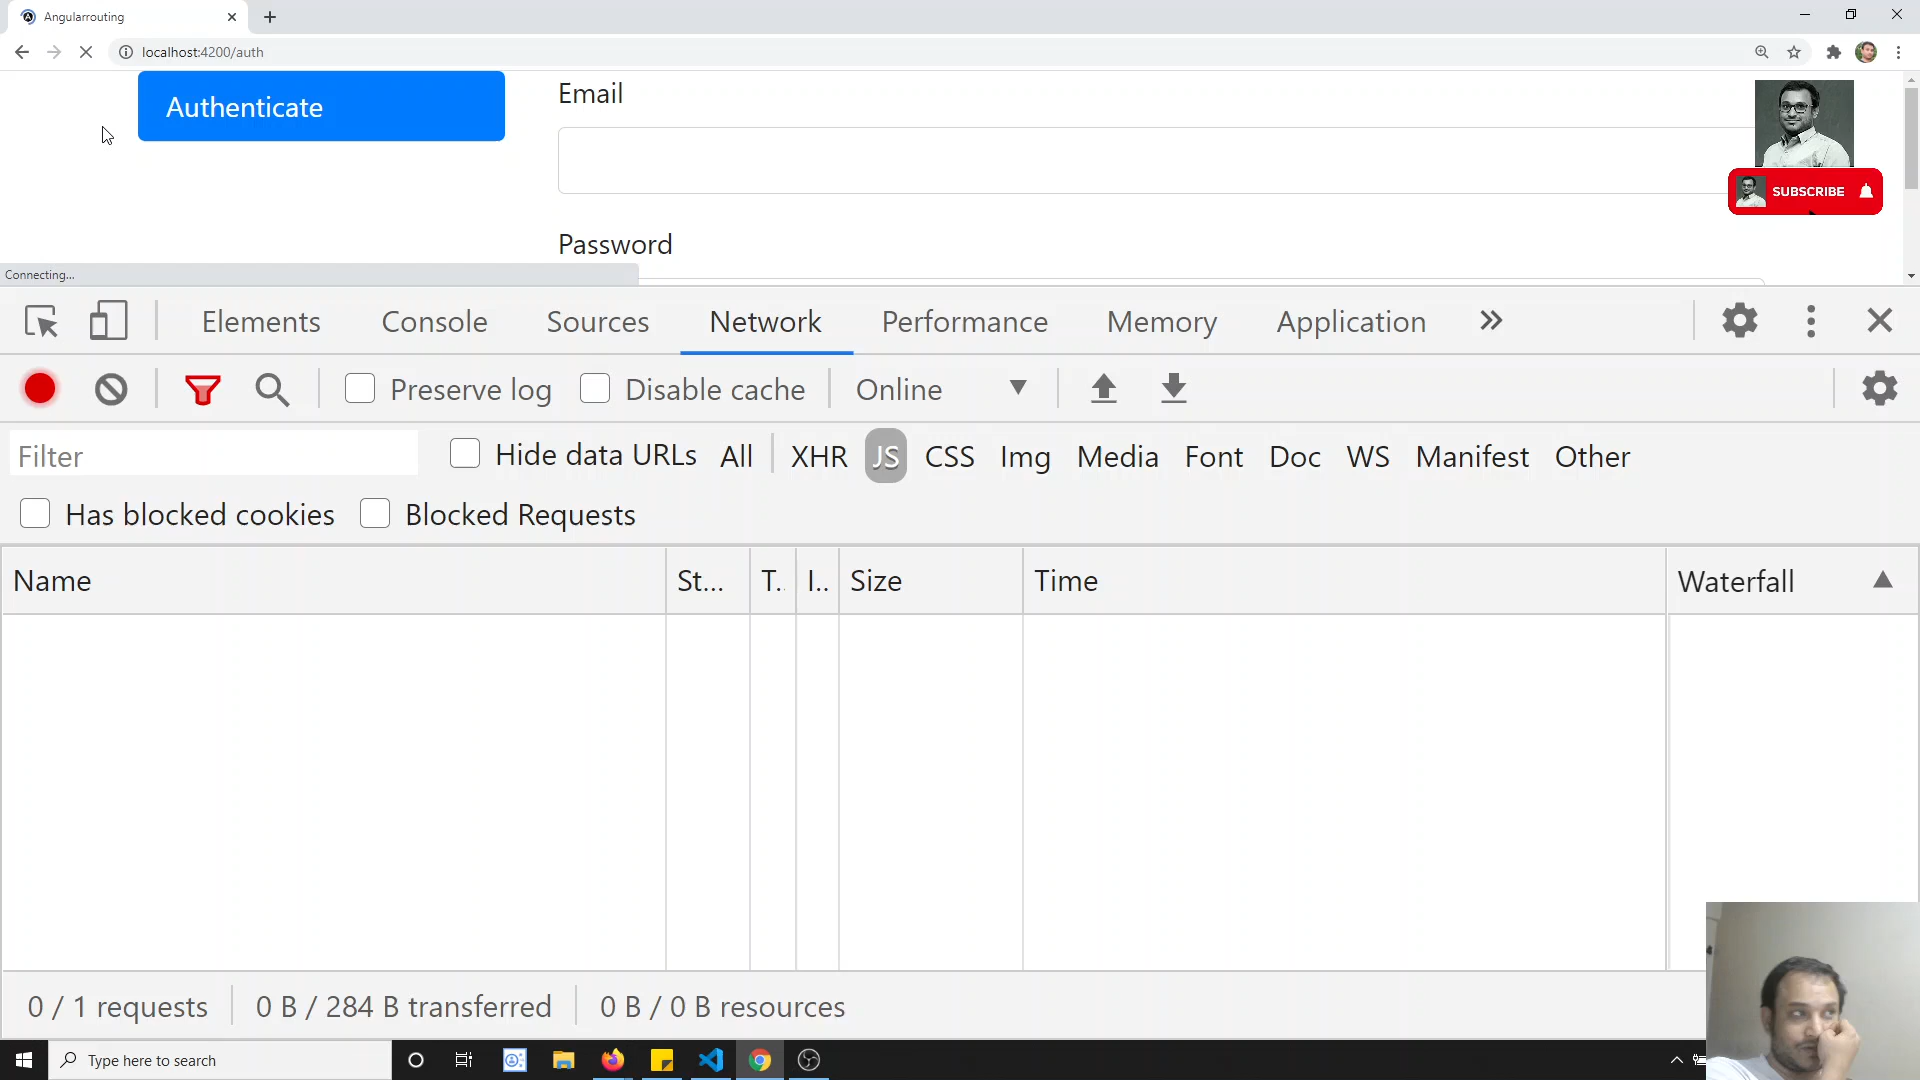 Angularrouting
localhost:4200/auth
Authenticate
Email
SUBSCRIBE
Password
Connecting...
Elements
Console
Sources
Network
Performance
Memory
Application
Preserve log
Disable cache
Online
Filter
Hide data URLs
All
XHR
JS
CSS
Img
Media
Font
Doc
WS
Manifest
Other
Has blocked cookies
Blocked Requests
Name
St...
T..
I..
Size
Time
Waterfall
0 / 1 requests
0 B / 284 B transferred
0 B / 0 B resources
Type here to search